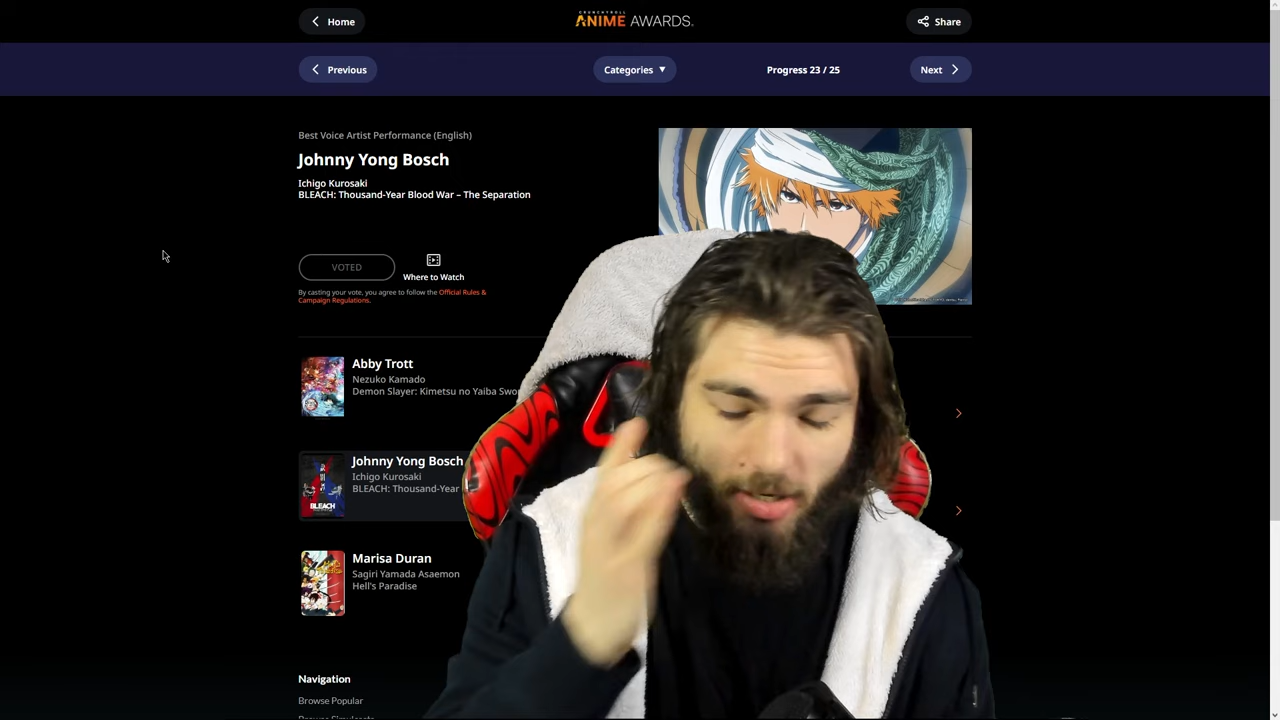 Home
CRUNCHYROLL
ANIME AWARDS.
Share
Previous
Categories ▼
Progress 23 / 25
Next
Best Voice Artist Performance (English)
Johnny Yong Bosch
Ichigo Kurosaki
BLEACH: Thousand-Year Blood War – The Separation
VOTED
Where to Watch
By casting your vote, you agree to follow the Official Rules &
Campaign Regulations.
Abby Trott
Nezuko Kamado
Demon Slayer: Kimetsu no Yaiba
Johnny Yong Bosch
Ichigo Kurosaki
BLEACH: Thousand-Year
BLEACH
Marisa Duran
Sagiri Yamada Asaemon
Hell's Paradise
Navigation
Browse Popular